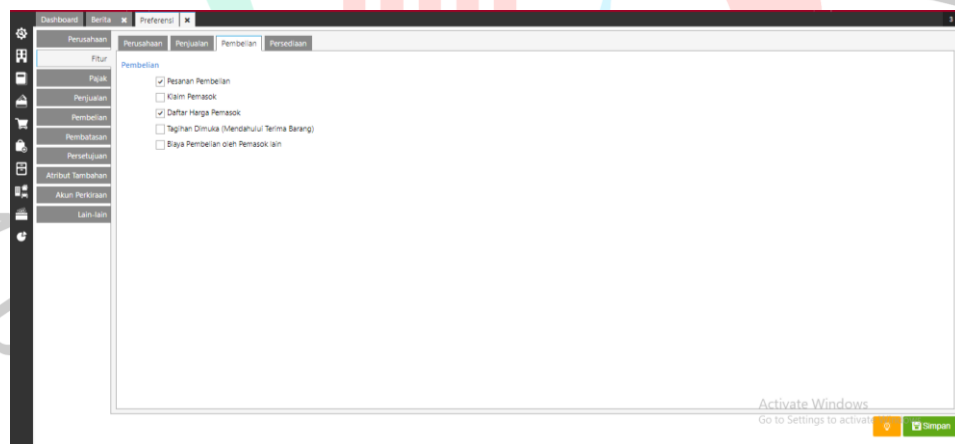 Dashboard Berita Preferensi 3
Perusahaan
Fitur
Pajak
Penjualan
Pembelian
Pembatasan
Persetujuan
Atribut Tambahan
Akun Perkiraan
Lain-lain
Perusahaan Penjualan Pembelian Persediaan
Pembelian
Pesanan Pembelian
Klaim Pemasok
Daftar Harga Pemasok
Tagihan Dimuka (Mendahului Terima Barang)
Biaya Pembelian oleh Pemasok lain
Activate Windows
Go to Settings to activate
Simpan